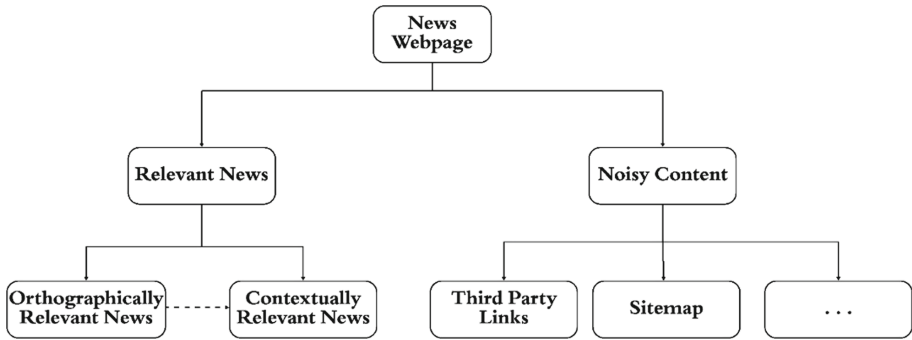 News
Webpage
Relevant News
Noisy Content
Orthographically
Relevant News
Contextually
Relevant News
Third Party
Links
Sitemap
...